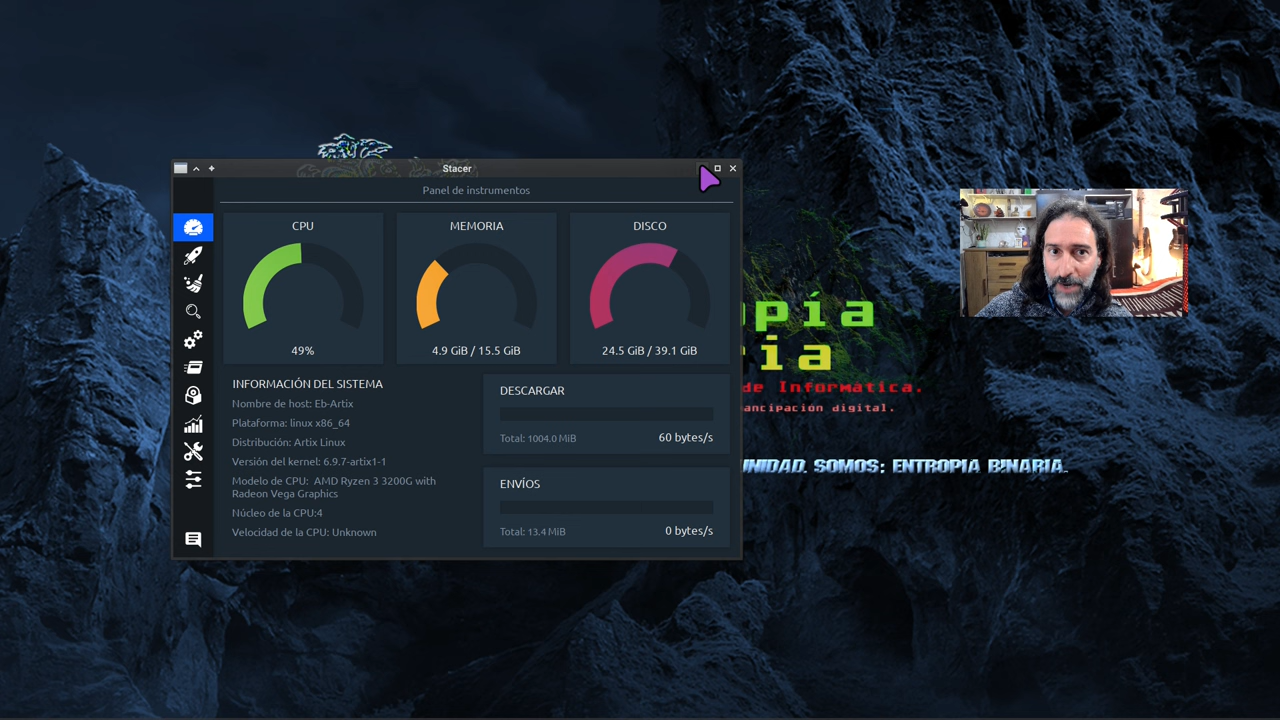 Stacer
Panel de instrumentos
CPU
MEMORIA
DISCO
49%
4.9 GiB / 15.5 GiB
24.5 GiB / 39.1 GiB
INFORMACIÓN DEL SISTEMA
Nombre de host: Eb-Artix
Plataforma: linux x86_64
Distribución: Artix Linux
Versión del kernel: 6.9.7-artix1-1
Modelo de CPU: AMD Ryzen 3 3200G with
Radeon Vega Graphics
Núcleo de la CPU:4
Velocidad de la CPU: Unknown
DESCARGAR
Total: 1004.0 MiB
60 bytes/s
ENVÍOS
Total: 13.4 MiB
0 bytes/s
pía
ria
de Informática.
ancipación digital.
UNIDAD. SOMOS: ENTROPIA BINARIA.